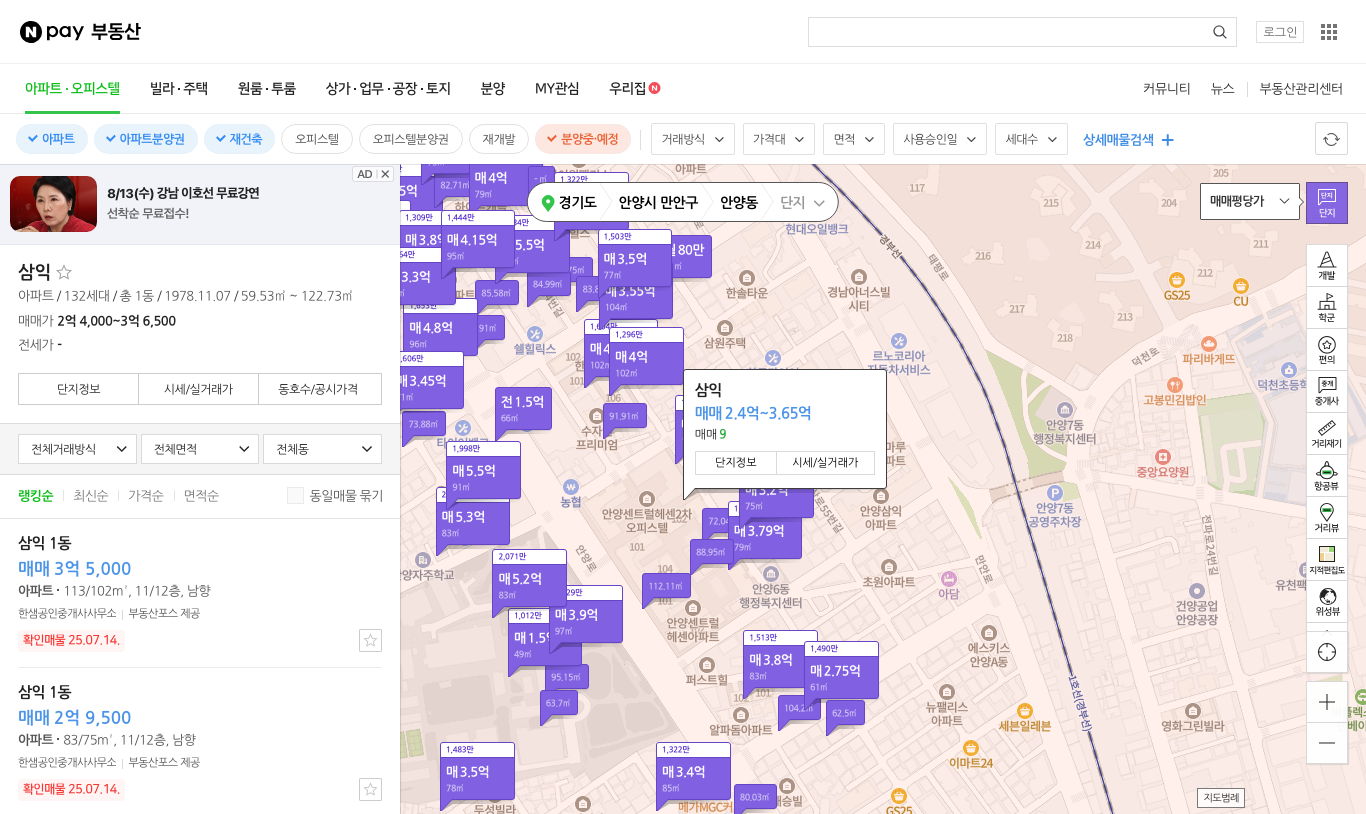 N pay 부동산
로그인
아파트·오피스텔 빌라·주택 원룸·투룸 상가·업무·공장·토지 분양 MY관심 우리집 N
커뮤니티 뉴스 부동산관리센터
아파트 아파트분양권 재건축 오피스텔 오피스텔분양권 재개발 분양중·예정
거래방식 가격대 면적 사용승인일 세대수 상세매물검색
AD
8/13(수) 강남 이호선 무료강연
선착순 무료접수!
삼익
아파트 / 132세대 / 총 1동 / 1978.11.07 / 59.53㎡ ~ 122.73㎡
매매가 2억 4,000~3억 6,500
전세가 -
단지정보 시세/실거래가 동호수/공시가격
전체거래방식 전체면적 전체동
랭킹순 최신순 가격순 면적순 동일매물 묶기
삼익 1동
매매 3억 5,000
아파트 · 113/102㎡, 11/12층, 남향
한샘공인중개사사무소 부동산포스 제공
확인매물 25.07.14.
삼익 1동
매매 2억 9,500
아파트 · 83/75㎡, 11/12층, 남향
한샘공인중개사사무소 부동산포스 제공
확인매물 25.07.14.
경기도 안양시 만안구 안양동 단지
매매평당가
단지
단지
개발
학군
편의
중개
중개사
거리재기
항공뷰
거리뷰
지적편집도
위성뷰
지도범례
삼익
매매 2.4억~3.65억
매매 9
단지정보 시세/실거래가
82.71㎡
매4억
79㎡
1,322만
아파트
1,309만
1,444만
매4.15억
95㎡
5.5억
1,503만
매3.5억
77㎡
80만
현대오일뱅크
3.3억
85.58㎡
84.99㎡
매3.55억
104㎡
한솔타운
경남아너스빌
시티
매4.8억
96㎡
91㎡
쉘힐릭스
1,296만
매4억
102㎡
삼원주택
르노코리아
자동차서비스
606만
매3.45억
73.88㎡
전1.5억
66㎡
91.91㎡
수자
프리미엄
1,998만
매5.5억
91㎡
매5.3억
83㎡
농협
안양센트럴헤센2차
오피스텔
매3.2억
75㎡
72.04
매3.79억
79㎡
88.95㎡
안양삼익
아파트
2,071만
매5.2억
83㎡
112.11㎡
매3.9억
97㎡
1,012만
매1.5억
49㎡
95.15㎡
63.7㎡
안양센트럴
헤센아파트
안양6동
행정복지센터
초원아파트
아담
퍼스트힐
알파돔아파트
1,513만
매3.8억
83㎡
1,490만
매2.75억
61㎡
62.5㎡
에스키스
안양A동
뉴팰리스
아파트
세븐일레븐
이마트24
1,483만
매3.5억
78㎡
두성빌라
1,322만
매3.4억
85㎡
80.03㎡
메가MGC커
GS25
영화그린빌라
건양공업
안양공장
안양7동
공영주차장
안양7동
행정복지센터
중앙요양원
고봉민김밥인
파리바게뜨
GS25
CU
덕천초등학
덕천로
경부선
태평로
안양로
만안로
전파로24번길
1호선(경부선)
117
215
204
205
211
214
216
217
213
212
218
106
101
104